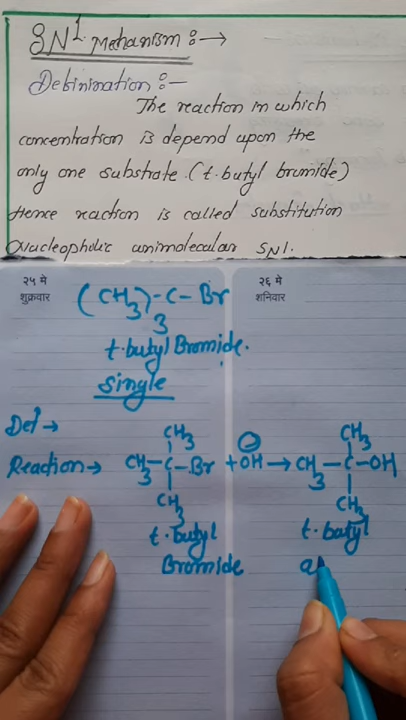 SN1 Mechanism :→
Debinination :—
The reaction in which
concentration is depend upon the
only one substrate. (t.butyl bromide)
Hence reaction is called substitution
Nucleopholic unimolecular SN1.
२५ मे
शुक्रवार
२६ मे
शनिवार
(CH3)3-C-Br
t.butyl Bromide.
single
Def→
CH3 CH3
Reaction→ CH3-C-Br + OH⊖ → CH3-C-OH
CH3 CH3
t.butyl t.butyl
Bromide a